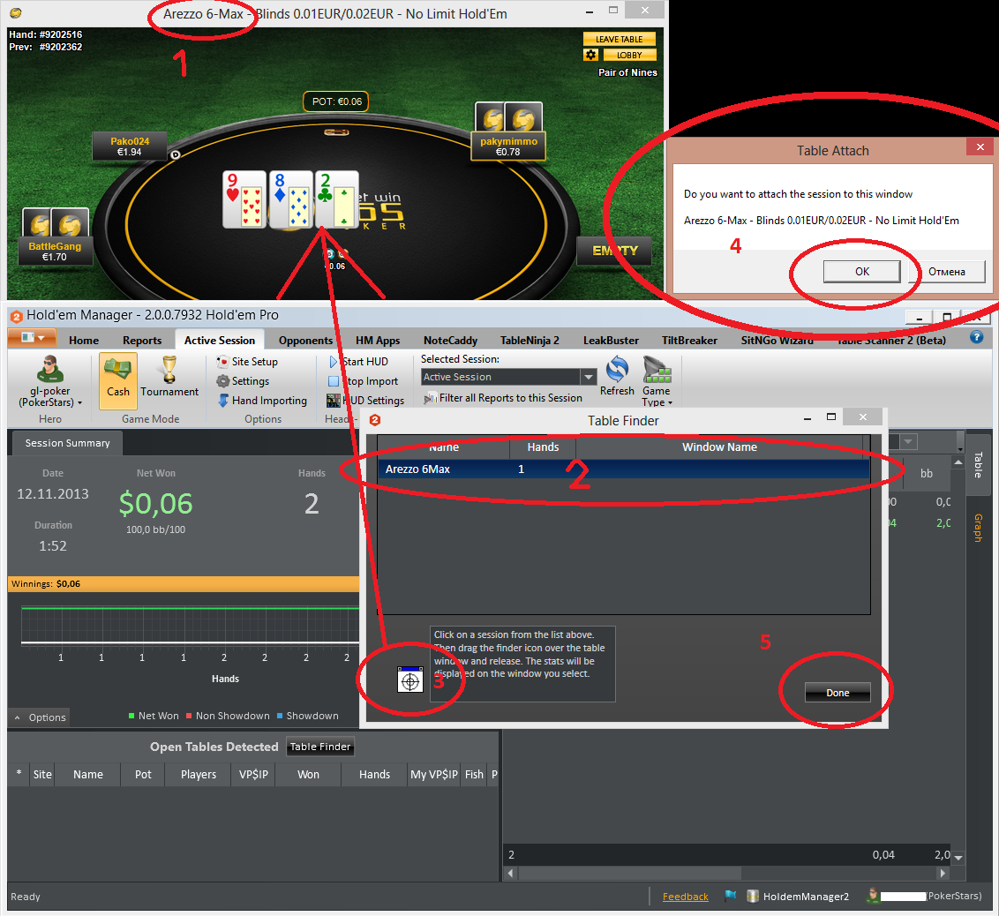 Arezzo 6-Max - Blinds 0.01EUR/0.02EUR - No Limit Hold'Em
Hand: #9202516
Prev: #9202362
1
LEAVE TABLE
LOBBY
Pair of Nines
POT: €0.06
Pako024
€1.94
D
pakymimmo
€0.78
9
8
2
BattleGang
€1.70
EMPTY
Table Attach
Do you want to attach the session to this window
Arezzo 6-Max - Blinds 0.01EUR/0.02EUR - No Limit Hold'Em
4
OK
Отмена
Hold'em Manager - 2.0.0.7932 Hold'em Pro
Home
Reports
Active Session
Opponents
HM Apps
NoteCaddy
TableNinja 2
LeakBuster
TiltBreaker
SitNGo Wizard
Table Scanner 2 (Beta)
gl-poker
(PokerStars)
Hero
Cash
Tournament
Game Mode
Site Setup
Settings
Hand Importing
Options
Start HUD
Stop Import
HUD Settings
Selected Session:
Active Session
Filter all Reports to this Session
Refresh
Game
Type
Session Summary
Date
12.11.2013
Duration
1:52
Net Won
$0,06
100,0 bb/100
Hands
2
Winnings: $0,06
1 1 1 1 2 2 2 2
Hands
Options
Net Won
Non Showdown
Showdown
Table Finder
Name
Hands
Window Name
Arezzo 6Max
1
2
Click on a session from the list above.
Then drag the finder icon over the table
window and release. The stats will be
displayed on the window you select.
3
5
Done
bb
2,0
Table
Graph
Open Tables Detected
Table Finder
* Site Name Pot Players VP$IP Won Hands My VP$IP Fish P
2 0,04 2,0
Ready
Feedback
HoldemManager2
(PokerStars)